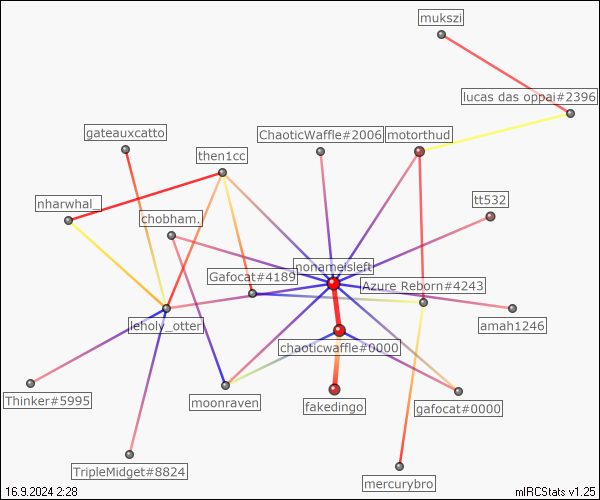 mukszi
lucas das oppai#2396
gateauxcatto
ChaoticWaffle#2006
motorthud
then1cc
nharwhal_
chobham.
tt532
nonameisleft
Gafocat#4189
Azure Reborn#4243
leholy_otter
amah1246
chaoticwaffle#0000
Thinker#5995
moonraven
fakedingo
gafocat#0000
TripleMidget#8824
mercurybro
16.9.2024 2:28
mIRCStats v1.25